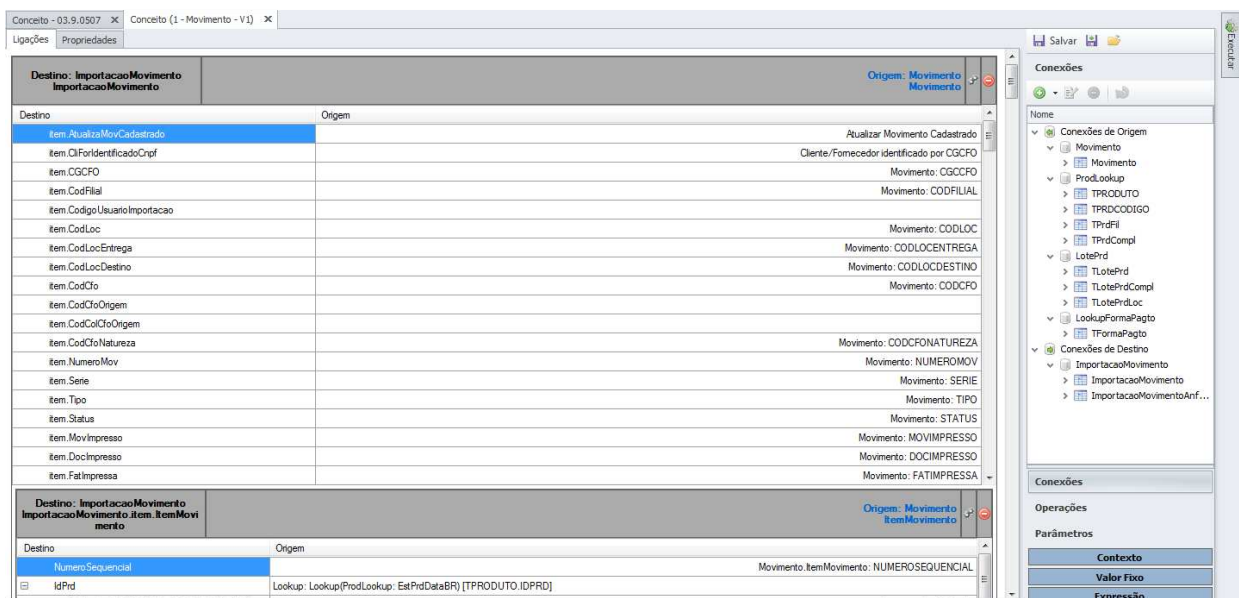 Conceito - 03.9.0507
Conceito (1 - Movimento - V1)
Ligações
Propriedades
Destino: ImportacaoMovimento
ImportacaoMovimento
Origem: Movimento
Movimento
Destino
Origem
item.AtualizaMovCadastrado
Atualizar Movimento Cadastrado
item.CliForIdentificadoCnpf
Cliente/Fornecedor identificado por CGCFO
item.CGCFO
Movimento: CGCCFO
item.CodFilial
Movimento: CODFILIAL
item.CodigoUsuarioImportacao
item.CodLoc
Movimento: CODLOC
item.CodLocEntrega
Movimento: CODLOCENTREGA
item.CodLocDestino
Movimento: CODLOCDESTINO
item.CodCfo
Movimento: CODCFO
item.CodCfoOrigem
item.CodColCfoOrigem
item.CodCfoNatureza
Movimento: CODCFONATUREZA
item.NumeroMov
Movimento: NUMEROMOV
item.Serie
Movimento: SERIE
item.Tipo
Movimento: TIPO
item.Status
Movimento: STATUS
item.MovImpresso
Movimento: MOVIMPRESSO
item.DocImpresso
Movimento: DOCIMPRESSO
item.FatImpressa
Movimento: FATIMPRESSA
Destino: ImportacaoMovimento
ImportacaoMovimento.item.ItemMovi
mento
Origem: Movimento
ItemMovimento
Destino
Origem
NumeroSequencial
Movimento.ItemMovimento: NUMEROSEQUENCIAL
IdPrd
Lookup: Lookup(ProdLookup: EstPrdDataBR) [TPRODUTO.IDPRD]
Salvar
Conexões
Nome
Conexões de Origem
Movimento
Movimento
ProdLookup
TPRODUTO
TPRDCODIGO
TPrdFil
TPrdCompl
LotePrd
TLotePrd
TLotePrdCompl
TLotePrdLoc
LookupFormaPagto
TFormaPagto
Conexões de Destino
ImportacaoMovimento
ImportacaoMovimento
ImportacaoMovimentoAnf...
Conexões
Operações
Parâmetros
Contexto
Valor Fixo
Expressão
Executar